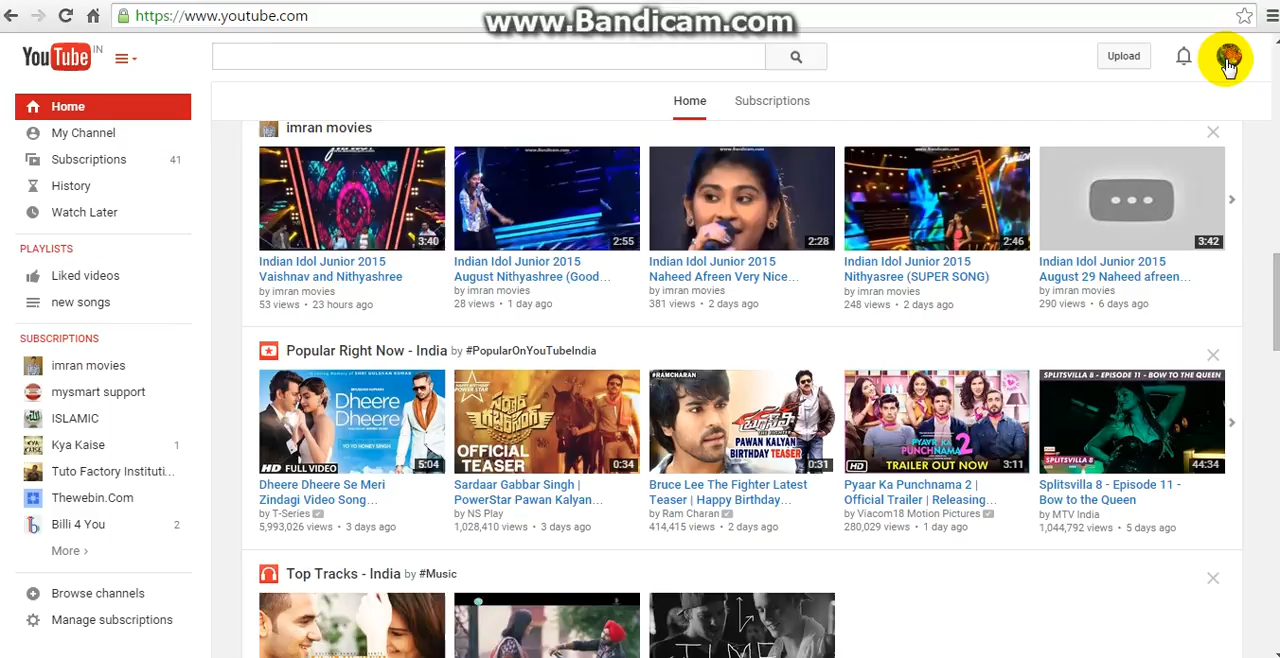 https://www.youtube.com
www.Bandicam.com
YouTube IN
Upload
Home
Subscriptions
Home
My Channel
Subscriptions 41
History
Watch Later
PLAYLISTS
Liked videos
new songs
SUBSCRIPTIONS
imran movies
mysmart support
ISLAMIC
Kya Kaise 1
Tuto Factory Instituti...
Thewebin.Com
Billi 4 You 2
More ›
Browse channels
Manage subscriptions
imran movies
3:40
2:55
2:28
2:46
3:42
Indian Idol Junior 2015
Vaishnav and Nithyashree
by imran movies
53 views • 23 hours ago
Indian Idol Junior 2015
August Nithyashree (Good...
by imran movies
28 views • 1 day ago
Indian Idol Junior 2015
Naheed Afreen Very Nice...
by imran movies
381 views • 2 days ago
Indian Idol Junior 2015
Nithyasree (SUPER SONG)
by imran movies
248 views • 2 days ago
Indian Idol Junior 2015
August 29 Naheed afreen...
by imran movies
290 views • 6 days ago
Popular Right Now - India by #PopularOnYouTubeIndia
Dheere
Dheere
YO YO HONEY SINGH
HD FULL VIDEO
5:04
OFFICIAL
TEASER
0:34
#RAMCHARAN
PAWAN KALYAN
BIRTHDAY TEASER
0:31
PYAAR KA
PUNCHNAMA 2
HD
TRAILER OUT NOW
3:11
SPLITSVILLA 8 - EPISODE 11 - BOW TO THE QUEEN
SPLITSVILLA 8
44:34
Dheere Dheere Se Meri
Zindagi Video Song...
by T-Series
5,993,026 views • 3 days ago
Sardaar Gabbar Singh |
PowerStar Pawan Kalyan...
by NS Play
1,028,410 views • 3 days ago
Bruce Lee The Fighter Latest
Teaser | Happy Birthday...
by Ram Charan
414,415 views • 2 days ago
Pyaar Ka Punchnama 2 |
Official Trailer | Releasing...
by Viacom18 Motion Pictures
280,029 views • 1 day ago
Splitsvilla 8 - Episode 11 -
Bow to the Queen
by MTV India
1,044,792 views • 5 days ago
Top Tracks - India by #Music
TIME